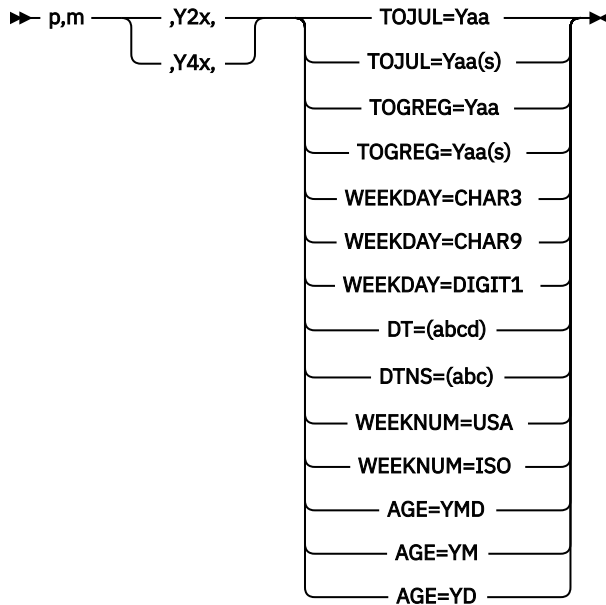 p,m ,Y2x, TOJUL=Yaa
,Y4x, TOJUL=Yaa(s)
TOGREG=Yaa
TOGREG=Yaa(s)
WEEKDAY=CHAR3
WEEKDAY=CHAR9
WEEKDAY=DIGIT1
DT=(abcd)
DTNS=(abc)
WEEKNUM=USA
WEEKNUM=ISO
AGE=YMD
AGE=YM
AGE=YD